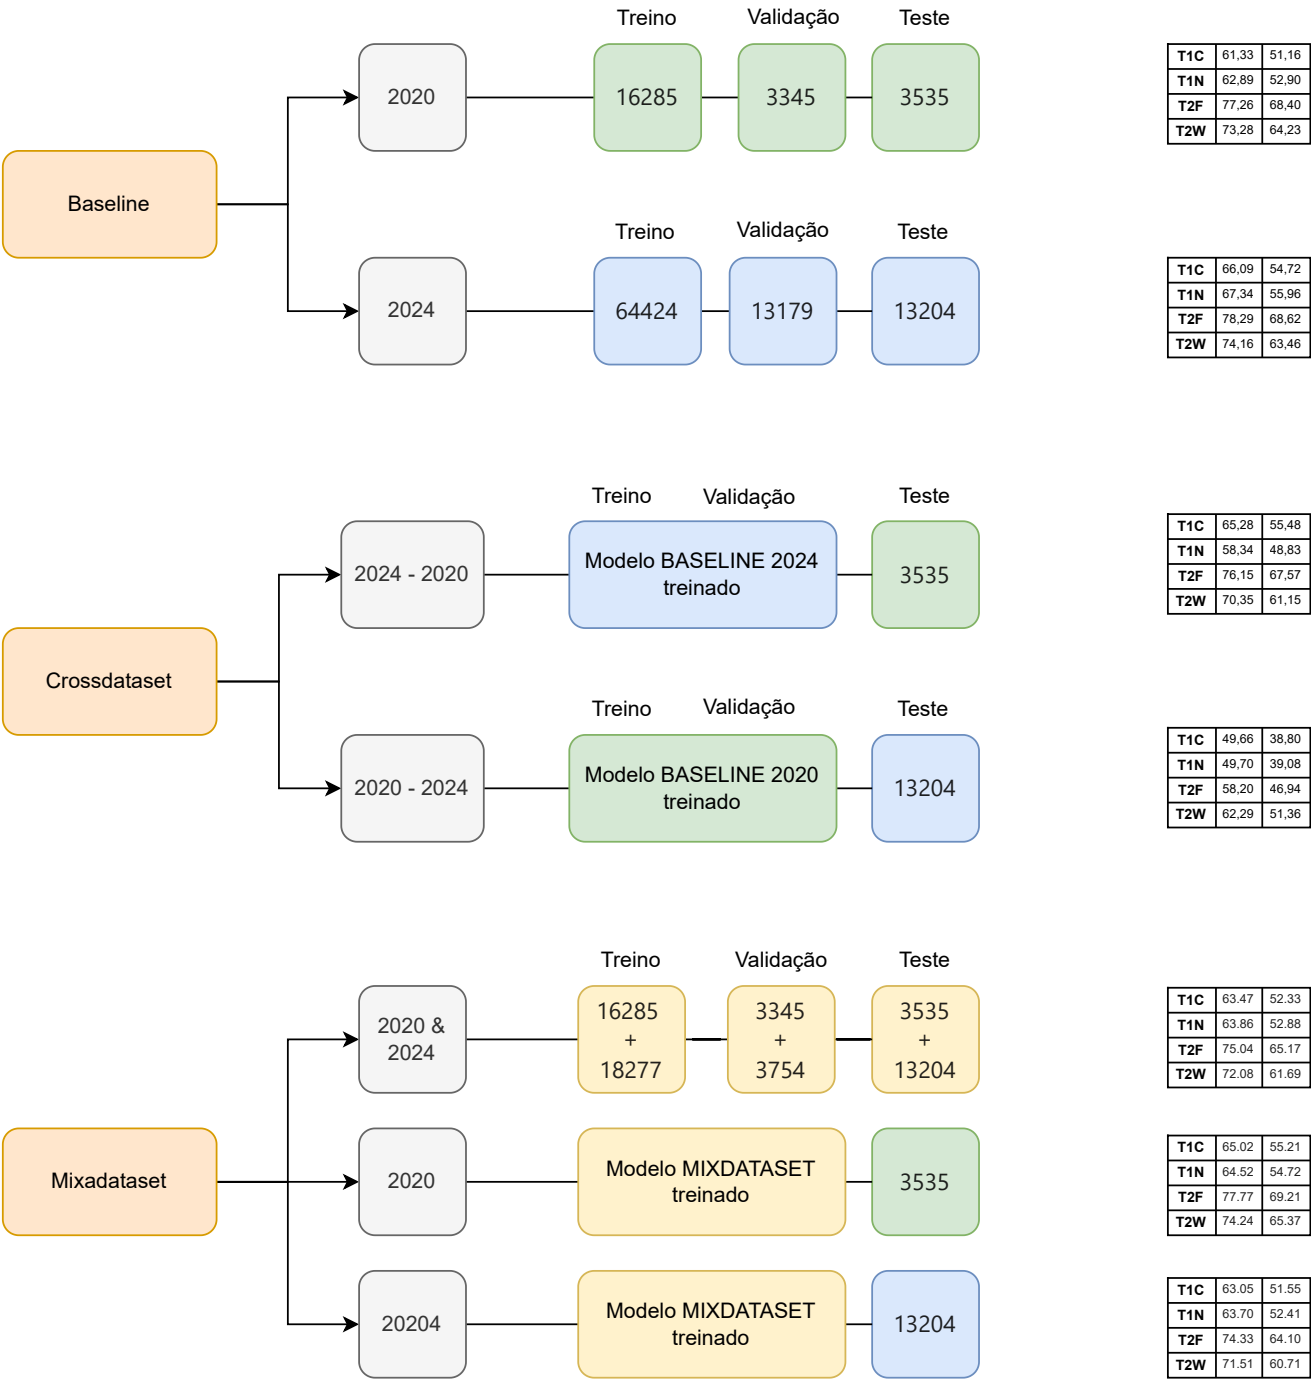 Treino Validação Teste
2020 16285 3345 3535
T1C 61,33 51,16
T1N 62,89 52,90
T2F 77,26 68,40
T2W 73,28 64,23
Baseline
Treino Validação Teste
2024 64424 13179 13204
T1C 66,09 54,72
T1N 67,34 55,96
T2F 78,29 68,62
T2W 74,16 63,46
Treino Validação Teste
2024 - 2020
Modelo BASELINE 2024
treinado
3535
T1C 65,28 55,48
T1N 58,34 48,83
T2F 76,15 67,57
T2W 70,35 61,15
Crossdataset
Treino Validação Teste
2020 - 2024
Modelo BASELINE 2020
treinado
13204
T1C 49,66 38,80
T1N 49,70 39,08
T2F 58,20 46,94
T2W 62,29 51,36
Treino Validação Teste
2020 &
2024
16285
+
18277
3345
+
3754
3535
+
13204
T1C 63.47 52.33
T1N 63.86 52.88
T2F 75.04 65.17
T2W 72.08 61.69
Mixadataset
2020
Modelo MIXDATASET
treinado
3535
T1C 65.02 55.21
T1N 64.52 54.72
T2F 77.77 69.21
T2W 74.24 65.37
20204
Modelo MIXDATASET
treinado
13204
T1C 63.05 51.55
T1N 63.70 52.41
T2F 74.33 64.10
T2W 71.51 60.71